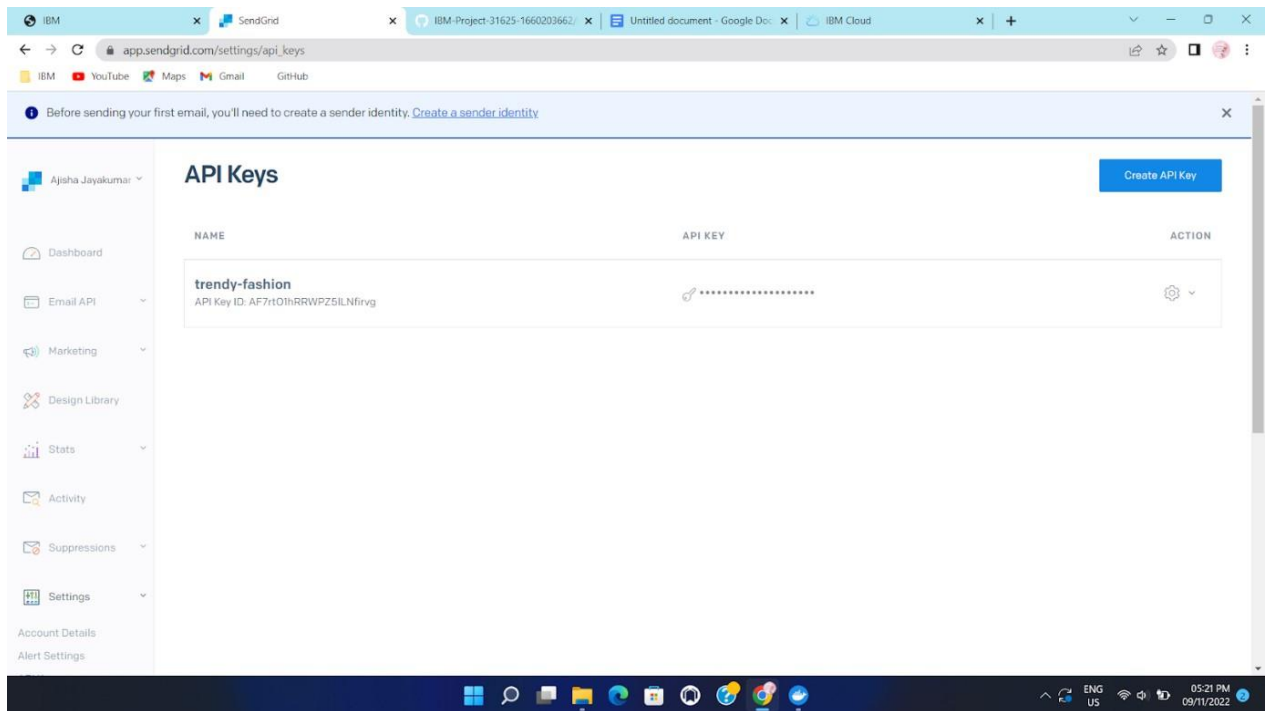 IBM
SendGrid
IBM-Project-31625-1660203662/
Untitled document - Google Doc
IBM Cloud
app.sendgrid.com/settings/api_keys
IBM
YouTube
Maps
Gmail
GitHub
Before sending your first email, you'll need to create a sender identity. Create a sender identity
Ajisha Jayakumar
API Keys
Create API Key
NAME
API KEY
ACTION
Dashboard
trendy-fashion
API Key ID: AF7rtO1hRRWPZ5ILNfirvg
••••••••••••••••••••
Email API
Marketing
Design Library
Stats
Activity
Suppressions
Settings
Account Details
Alert Settings
ENG
US
05:21 PM
09/11/2022
2